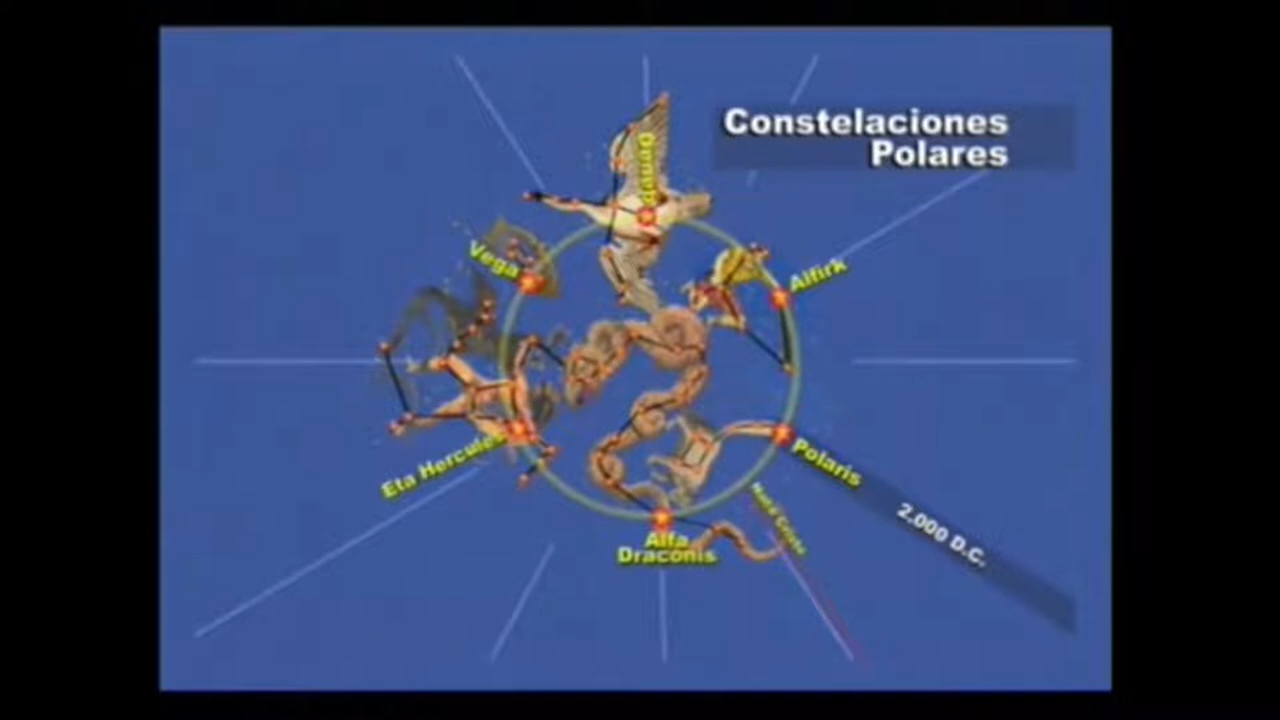 Constelaciones
Polares
Deneb
Vega
Alfirk
Eta Hercules
Polaris
2.000 D.C.
Alfa
Draconis